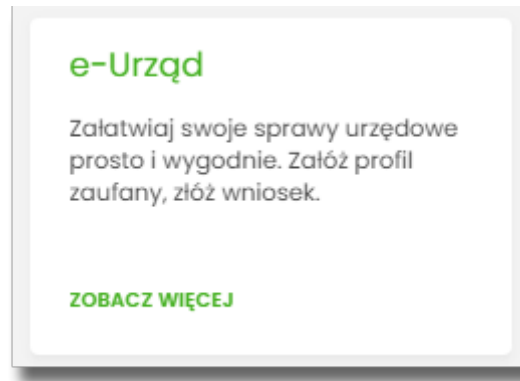 e-Urząd
Załatwiaj swoje sprawy urzędowe
prosto i wygodnie. Załóż profil
zaufany, złóż wniosek.
ZOBACZ WIĘCEJ